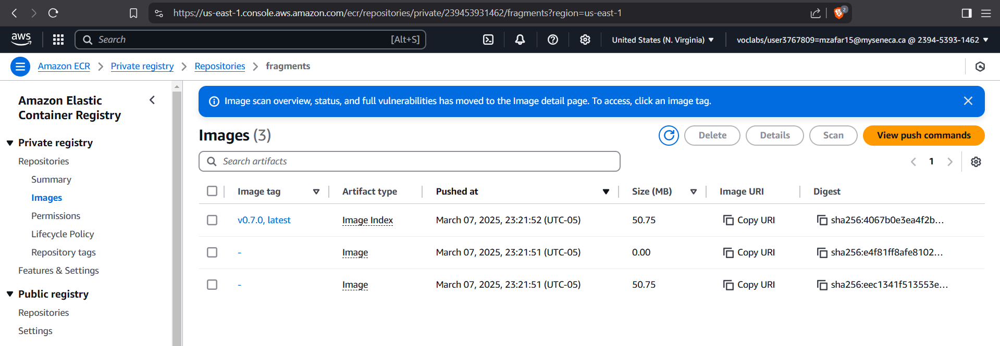 https://us-east-1.console.aws.amazon.com/ecr/repositories/private/239453931462/fragments?region=us-east-1
2
aws
Search [Alt+S]
United States (N. Virginia)
voclabs/user3767809=mzafar15@myseneca.ca @ 2394-5393-1462
Amazon ECR
Private registry
Repositories
fragments
Amazon Elastic
Container Registry
Private registry
Repositories
Summary
Images
Permissions
Lifecycle Policy
Repository tags
Features & Settings
Public registry
Repositories
Settings
Image scan overview, status, and full vulnerabilities has moved to the Image detail page. To access, click an image tag.
Images (3)
Delete
Details
Scan
View push commands
Search artifacts
1
Image tag Artifact type Pushed at Size (MB) Image URI Digest
v0.7.0, latest Image Index March 07, 2025, 23:21:52 (UTC-05) 50.75 Copy URI sha256:4067b0e3ea4f2b...
- Image March 07, 2025, 23:21:51 (UTC-05) 0.00 Copy URI sha256:e4f81ff8afe8102...
- Image March 07, 2025, 23:21:51 (UTC-05) 50.75 Copy URI sha256:eec1341f513553e...